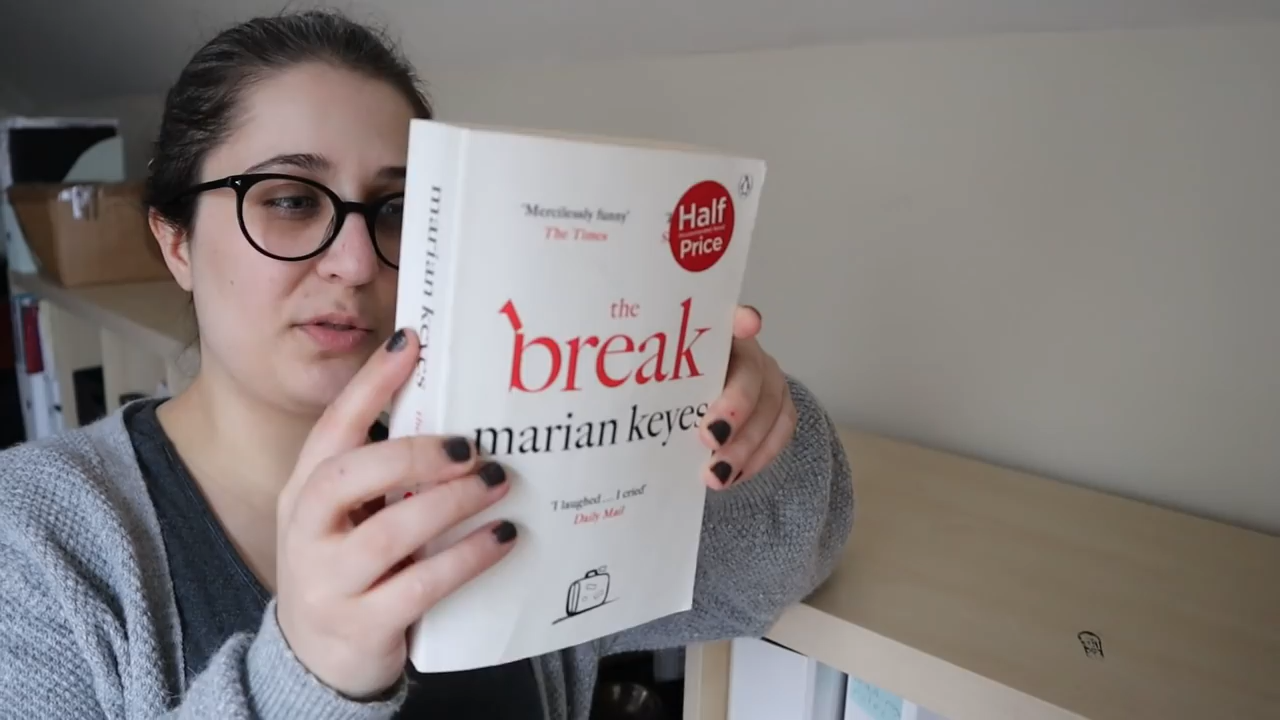 marian keyes
'Mercilessly funny'
The Times
Half
Price
the
break
marian keyes
'I laughed ... I cried'
Daily Mail